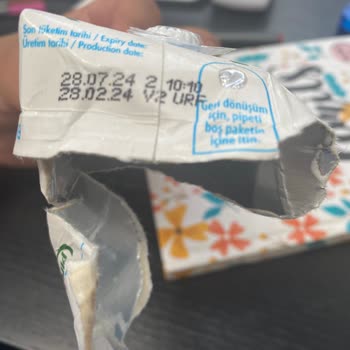 Son tüketim tarihi / Expiry date:
Üretim tarihi / Production date:
28.07.24 2 10:10
28.02.24 V.2 URF
Geri dönüşüm
için, pipeti
boş paketin
içine itin.